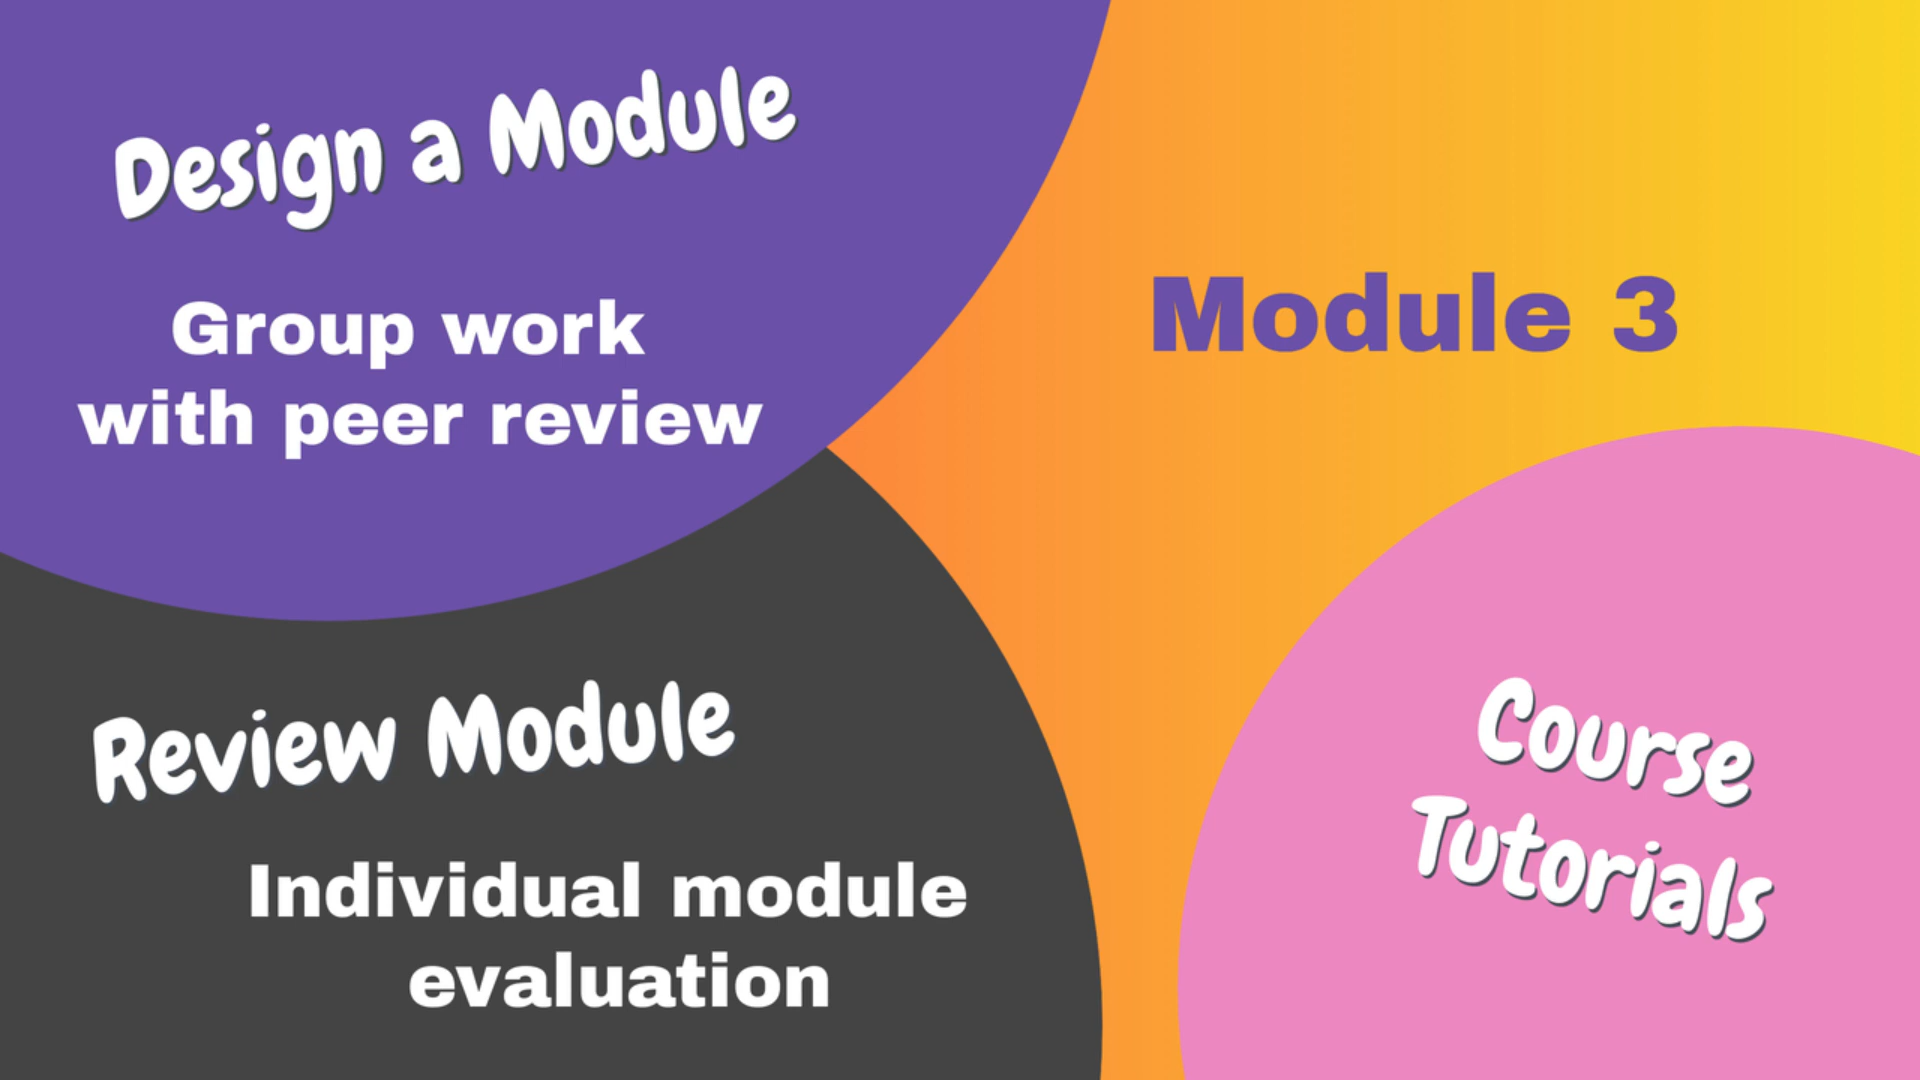 Design a Module
Group work
with peer review
Module 3
Review Module
Individual module
evaluation
Course
Tutorials